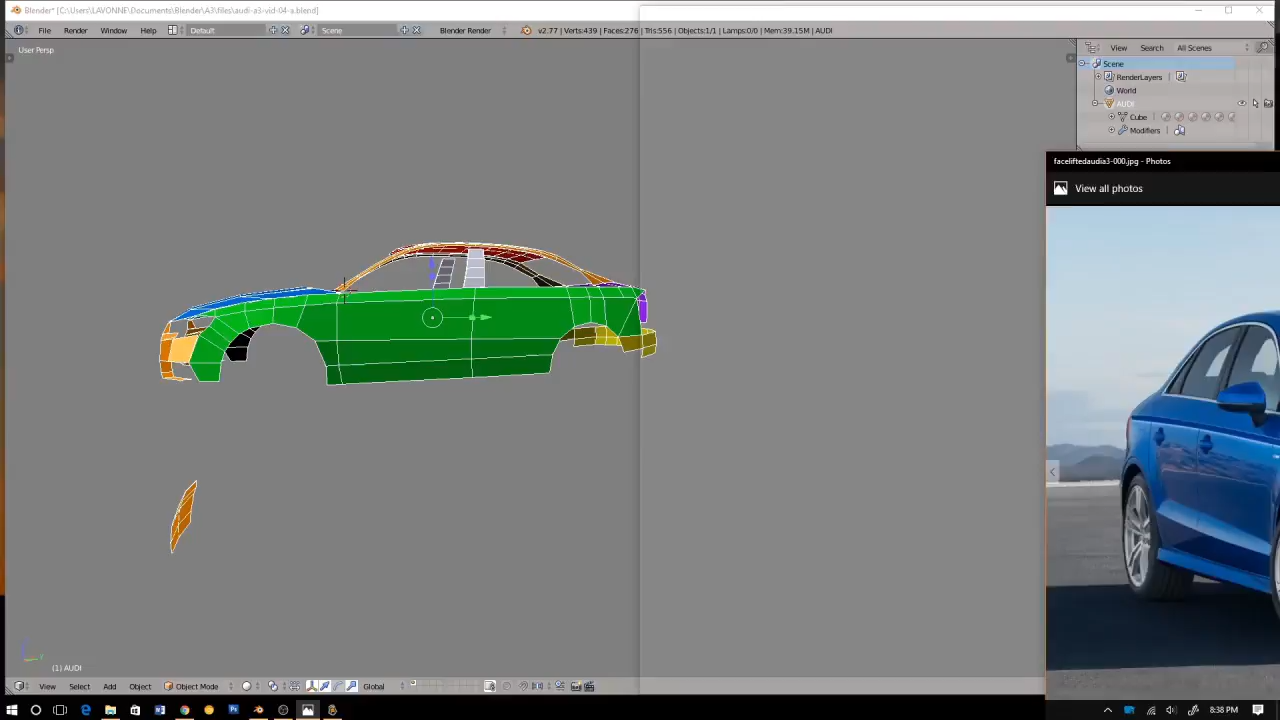 Blender* [C:\Users\LAVONNE\Documents\Blender\A3\files\audi-a3-vid-04-s.blend]
File Render Window Help Default Scene Blender Render v2.77 | Verts:439 | Faces:276 | Tris:556 | Objects:1/1 | Lamps:0/0 | Mem:39.15M | AUDI
User Persp
View Search All Scenes
Scene
RenderLayers
World
AUDI
Cube
Modifiers
faceliftedaudia3-000.jpg - Photos
View all photos
(1) AUDI
View Select Add Object Object Mode Global
8:38 PM